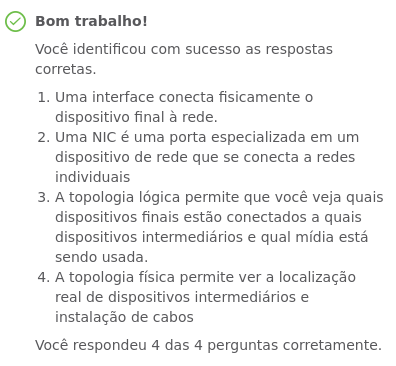 Bom trabalho!
Você identificou com sucesso as respostas
corretas.
1. Uma interface conecta fisicamente o
dispositivo final à rede.
2. Uma NIC é uma porta especializada em um
dispositivo de rede que se conecta a redes
individuais
3. A topologia lógica permite que você veja quais
dispositivos finais estão conectados a quais
dispositivos intermediários e qual mídia está
sendo usada.
4. A topologia física permite ver a localização
real de dispositivos intermediários e
instalação de cabos
Você respondeu 4 das 4 perguntas corretamente.